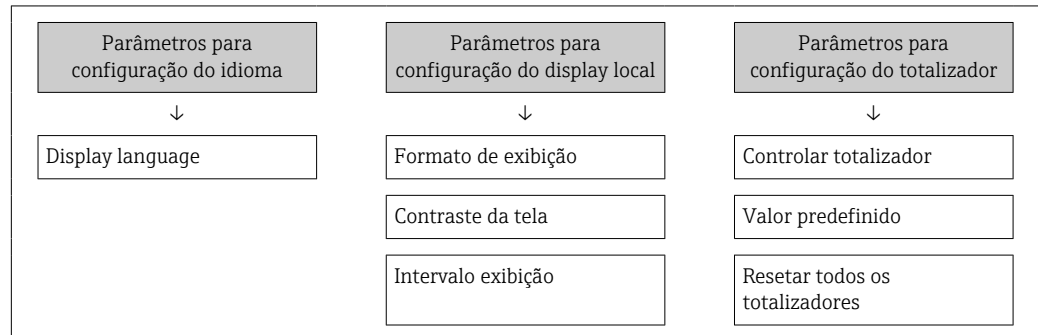 Parâmetros para
configuração do idioma
↓
Display language
Parâmetros para
configuração do display local
↓
Formato de exibição
Contraste da tela
Intervalo exibição
Parâmetros para
configuração do totalizador
↓
Controlar totalizador
Valor predefinido
Resetar todos os
totalizadores